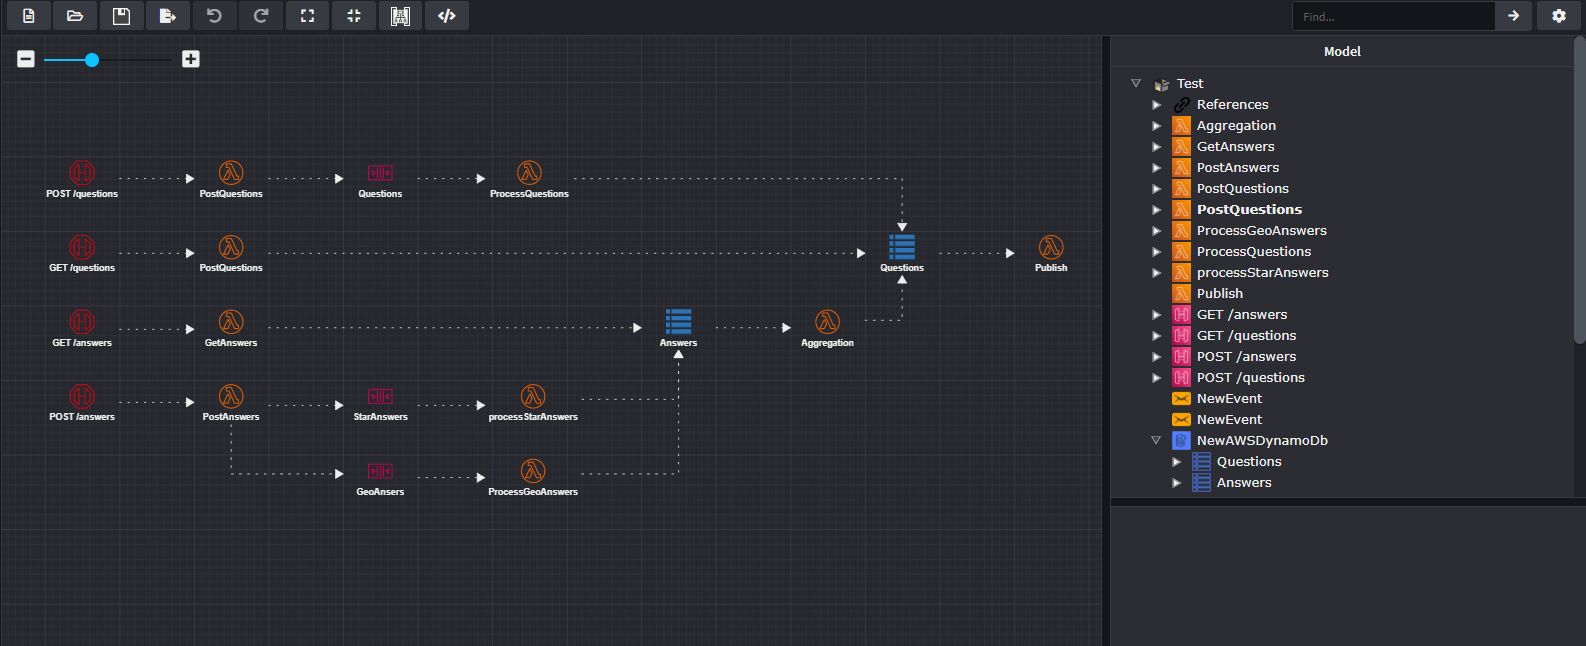 Find...
Model
POST /questions
PostQuestions
Questions
ProcessQuestions
GET /questions
PostQuestions
Questions
Publish
GET /answers
GetAnswers
Answers
Aggregation
POST /answers
PostAnswers
StarAnswers
processStarAnswers
GeoAnsers
ProcessGeoAnswers
Test
References
Aggregation
GetAnswers
PostAnswers
PostQuestions
PostQuestions
ProcessGeoAnswers
ProcessQuestions
processStarAnswers
Publish
GET /answers
GET /questions
POST /answers
POST /questions
NewEvent
NewEvent
NewAWSDynamoDb
Questions
Answers